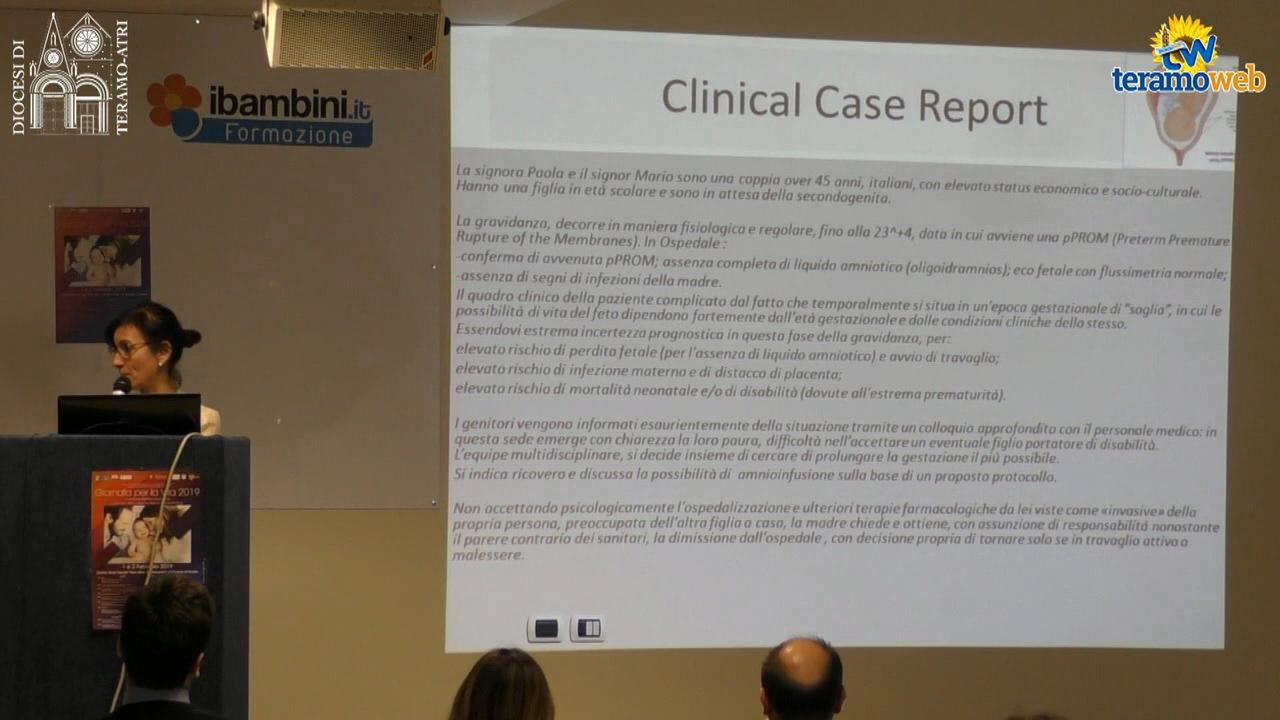 DIOCESI DI
TERAMO-ATRI
ibambini.it
Formazione
teramoweb
Clinical Case Report
La signora Paola e il signor Mario sono una coppia over 45 anni, italiani, con elevato status economico e socio-culturale.
Hanno una figlia in età scolare e sono in attesa della secondogenita.
La gravidanza, decorre in maniera fisiologica e regolare, fino alla 23^+4, data in cui avviene una pPROM (Preterm Premature
Rupture of the Membranes). In Ospedale :
-conferma di avvenuta pPROM; assenza completa di liquido amniotico (oligoidramnios); eco fetale con flussimetria normale;
-assenza di segni di infezioni della madre.
Il quadro clinico della paziente complicato dal fatto che temporalmente si situa in un'epoca gestazionale di "soglia", in cui le
possibilità di vita del feto dipendono fortemente dall'età gestazionale e dalle condizioni cliniche dello stesso.
Essendovi estrema incertezza prognostica in questa fase della gravidanza, per:
elevato rischio di perdita fetale (per l'assenza di liquido amniotico) e avvio di travaglio;
elevato rischio di infezione materna e di distacco di placenta;
elevato rischio di mortalità neonatale e/o di disabilità (dovute all'estrema prematurità).
I genitori vengono informati esaurientemente della situazione tramite un colloquio approfondito con il personale medico: in
questa sede emerge con chiarezza la loro paura, difficoltà nell'accettare un eventuale figlio portatore di disabilità.
L'equipe multidisciplinare, si decide insieme di cercare di prolungare la gestazione il più possibile.
Si indica ricovero e discussa la possibilità di amnioinfusione sulla base di un proposto protocollo.
Non accettando psicologicamente l'ospedalizzazione e ulteriori terapie farmacologiche da lei viste come «invasive» della
propria persona, preoccupata dell'altra figlia a casa, la madre chiede e ottiene, con assunzione di responsabilità nonostante
il parere contrario dei sanitari, la dimissione dall'ospedale , con decisione propria di tornare solo se in travaglio attivo o
malessere.
Giornata per la Vita 2019
1 e 2 Febbraio 2019